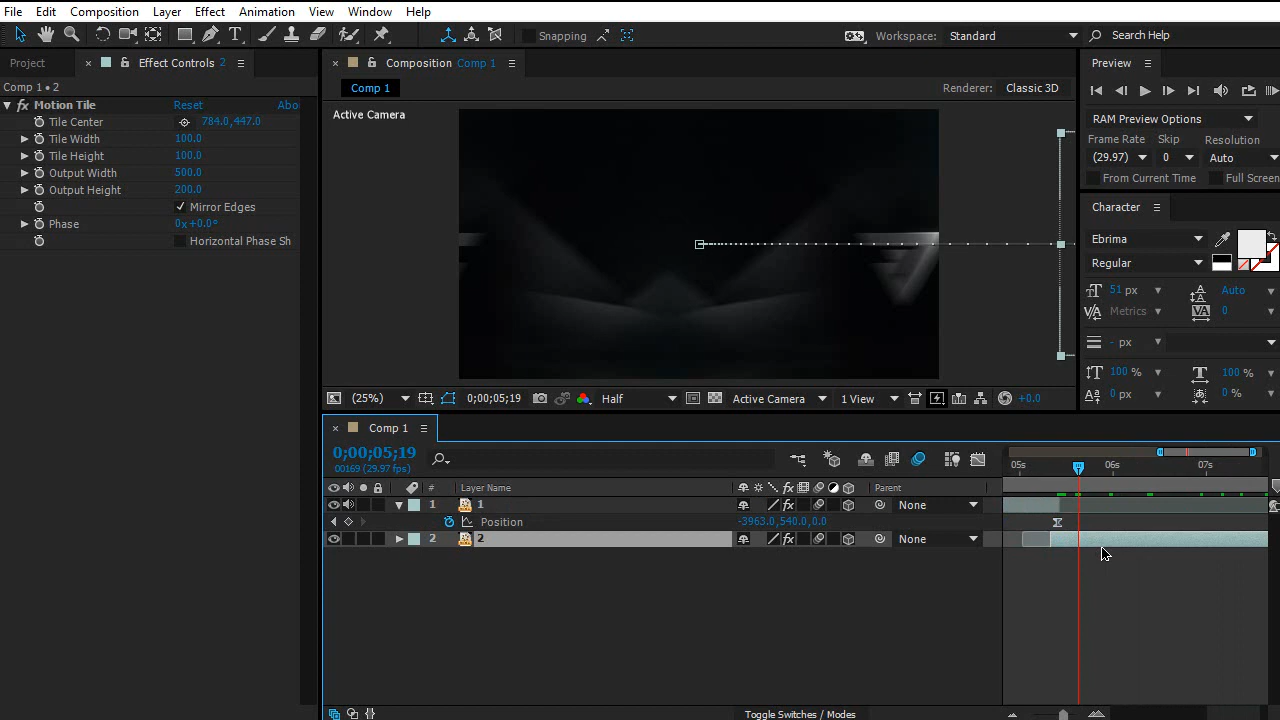 File Edit Composition Layer Effect Animation View Window Help
Snapping Workspace: Standard Search Help
Project Effect Controls 2 Composition Comp 1 Preview
Comp 1 • 2 Comp 1 Renderer: Classic 3D
fx Motion Tile Reset Abo
Tile Center 784.0,447.0
Tile Width 100.0
Tile Height 100.0
Output Width 500.0
Output Height 200.0
Mirror Edges
Phase 0x+0.0°
Horizontal Phase Sh
Active Camera
RAM Preview Options
Frame Rate Skip Resolution
(29.97) 0 Auto
From Current Time Full Screen
Character
Ebrima
Regular
51 px Auto
Metrics 0
- px
100 % 100 %
0 px 0 %
(25%) 0;00;05;19 Half Active Camera 1 View +0.0
Comp 1
0;00;05;19
00169 (29.97 fps)
05s 06s 07s
# Layer Name Parent
1 1 None
Position -3963.0,540.0,0.0
2 2 None
Toggle Switches / Modes